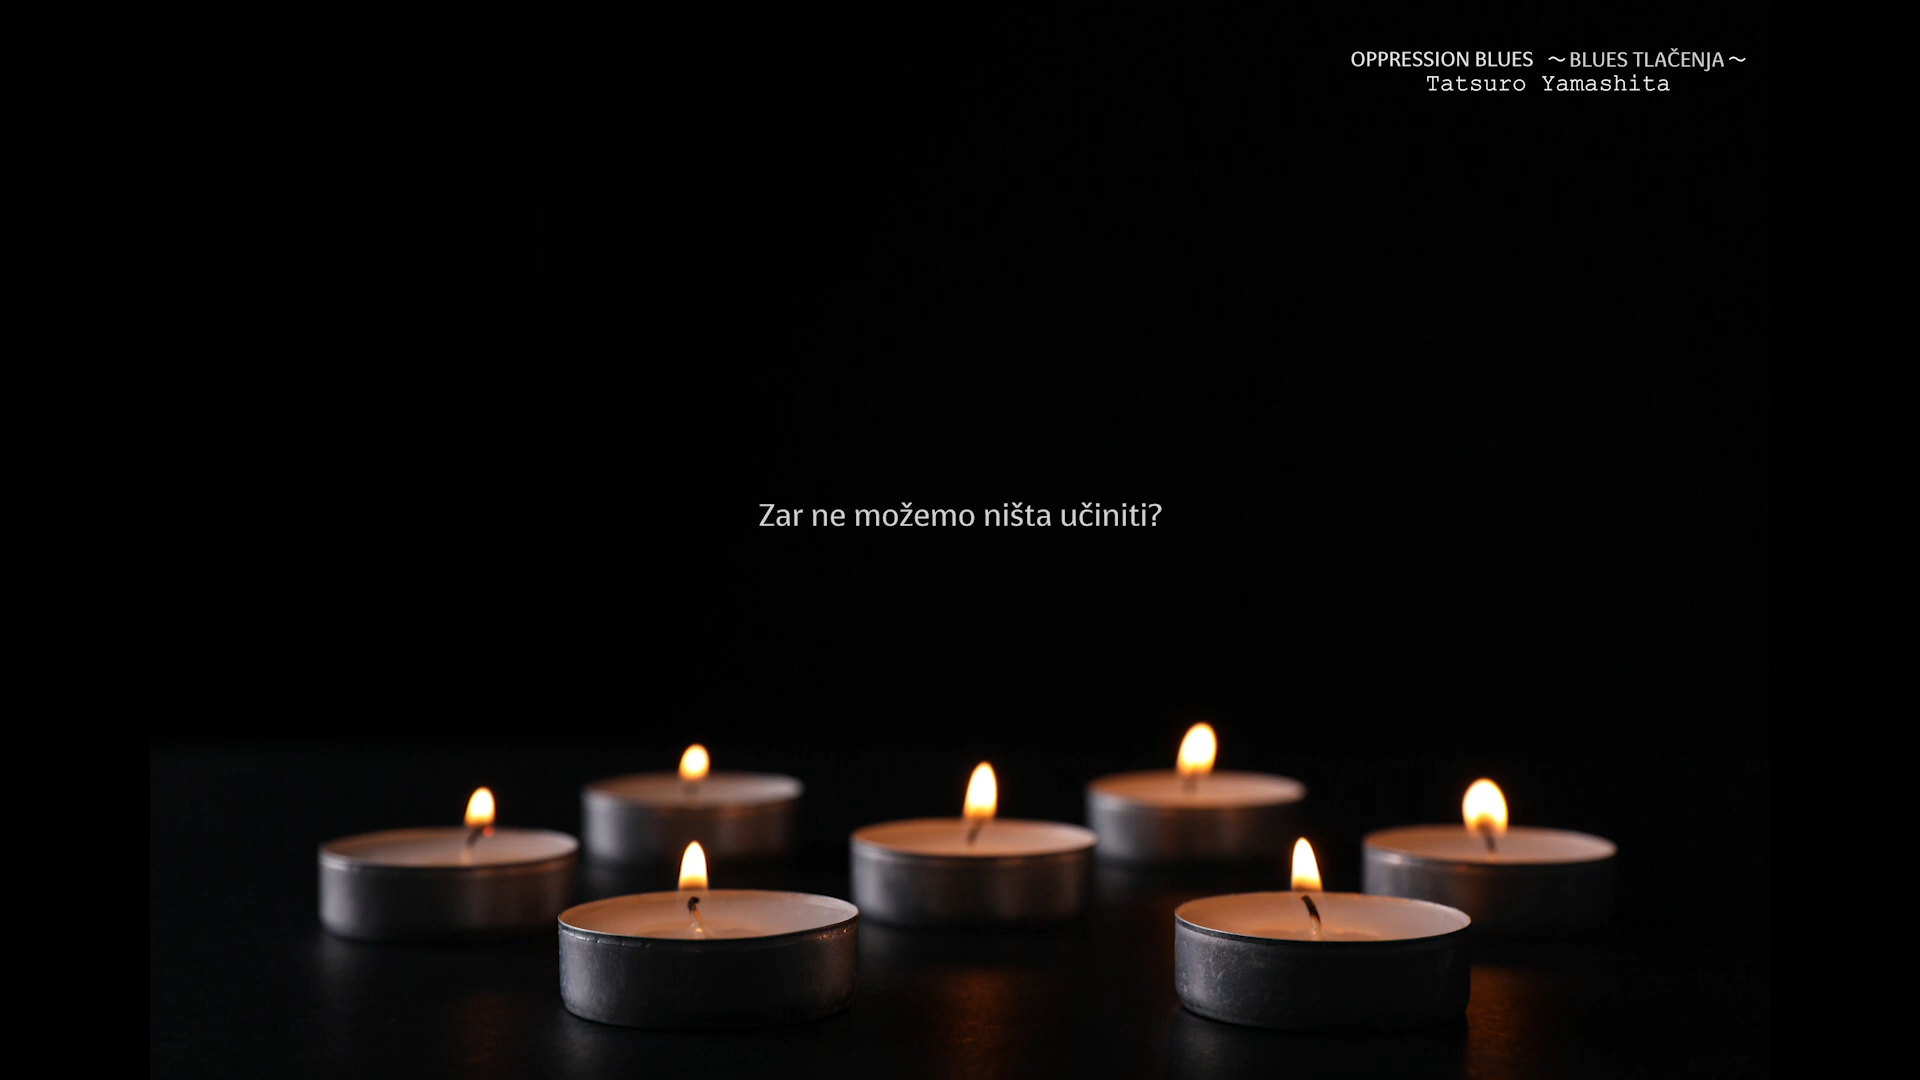 OPPRESSION BLUES ～BLUES TLAČENJA～
Tatsuro Yamashita
Zar ne možemo ništa učiniti?